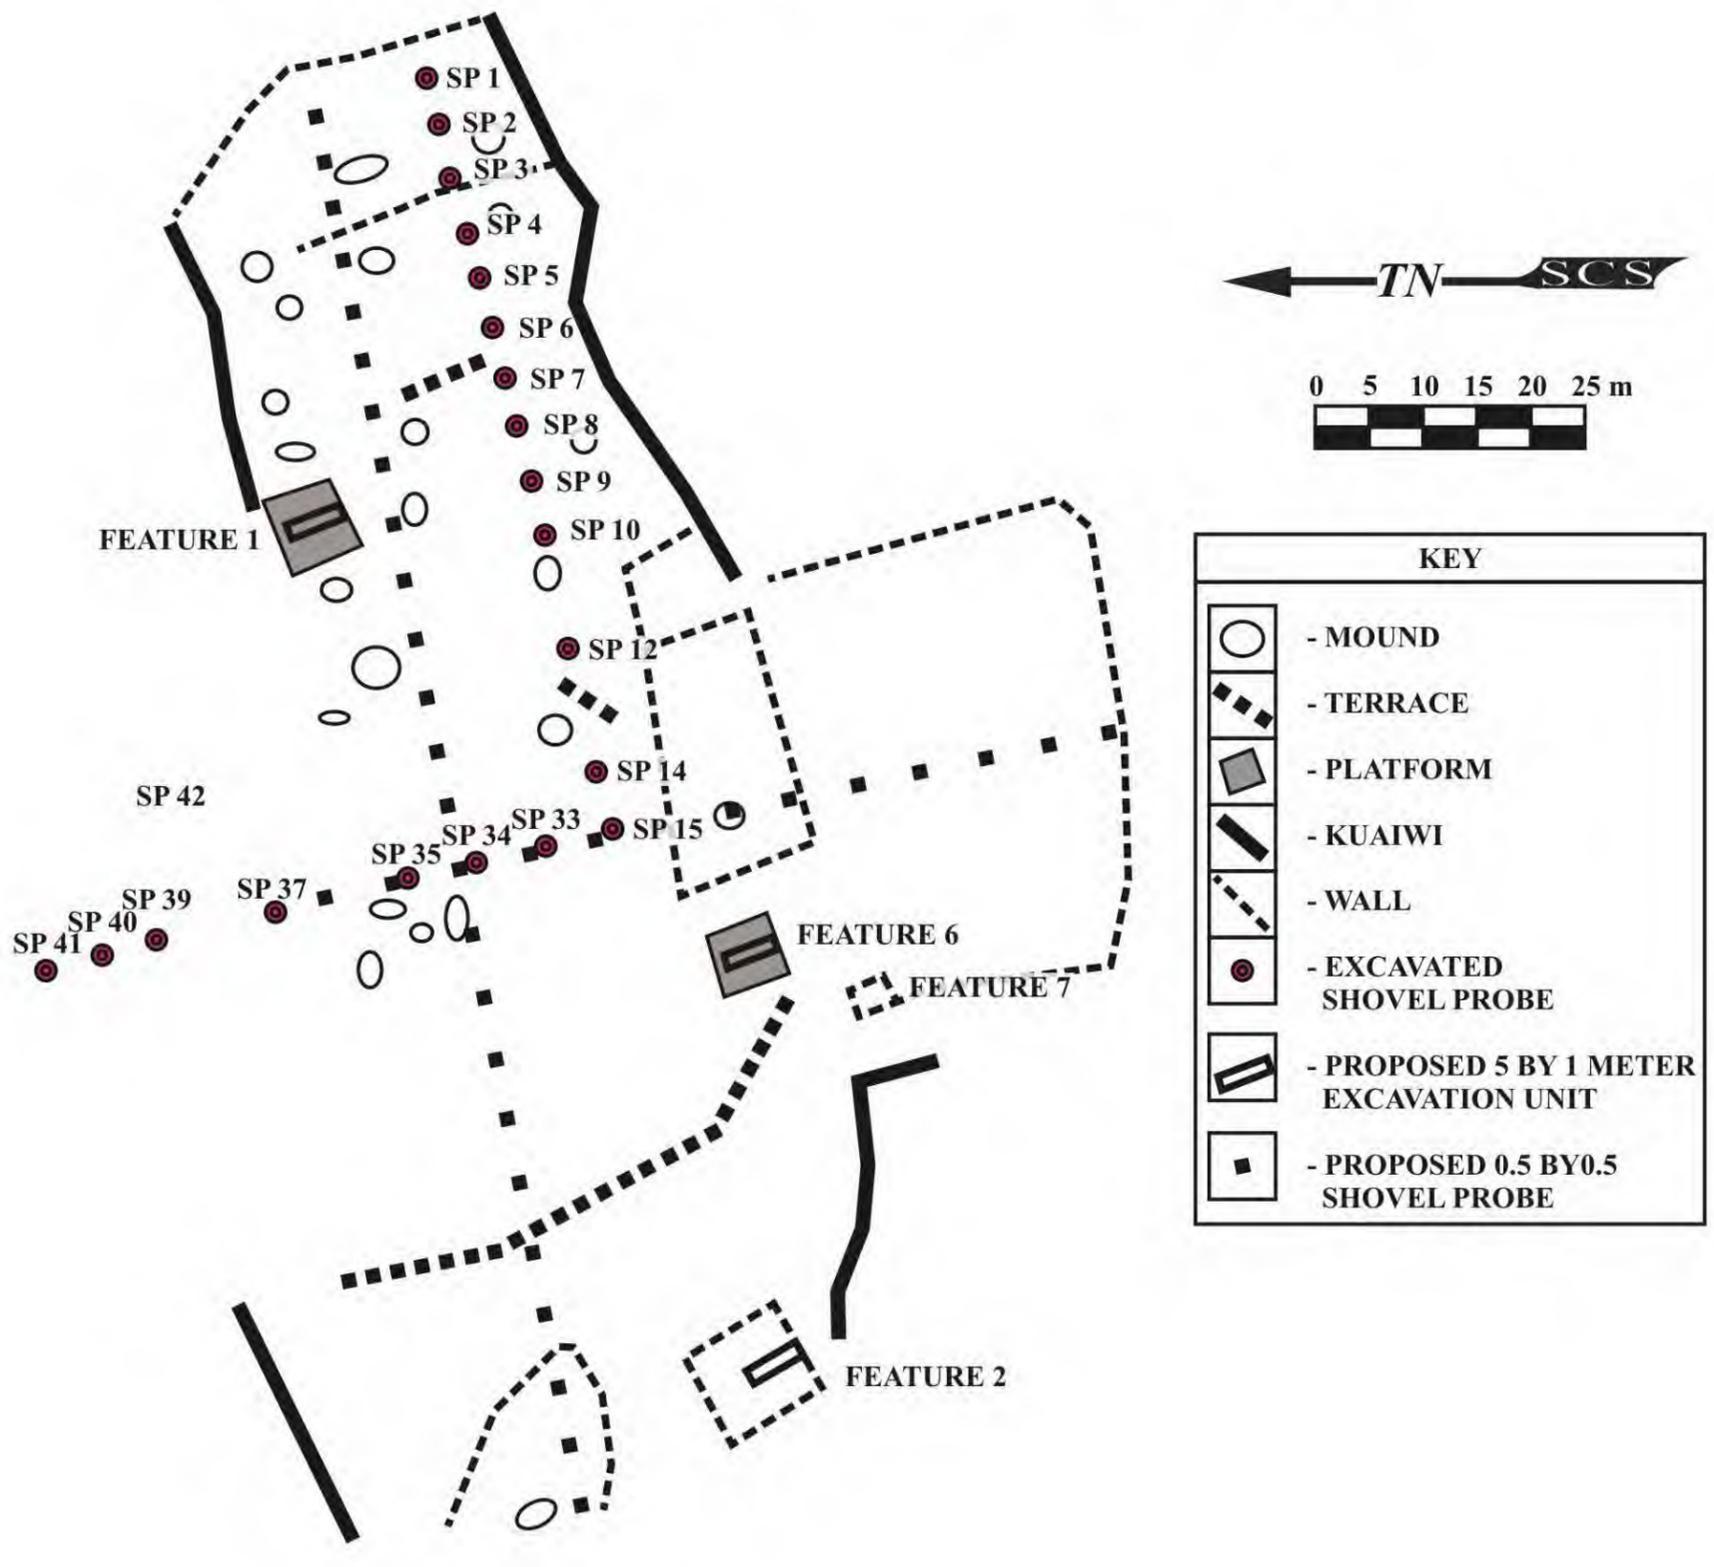 SP 1
SP 2
SP 3
SP 4
SP 5
SP 6
SP 7
SP 8
SP 9
SP 10
FEATURE 1
SP 12
SP 14
SP 42
SP 33
SP 15
SP 34
SP 35
SP 37
SP 39
SP 40
SP 41
FEATURE 6
FEATURE 7
FEATURE 2
TN SCS
0 5 10 15 20 25 m
KEY
- MOUND
- TERRACE
- PLATFORM
- KUAIWI
- WALL
- EXCAVATED
SHOVEL PROBE
- PROPOSED 5 BY 1 METER
EXCAVATION UNIT
- PROPOSED 0.5 BY0.5
SHOVEL PROBE